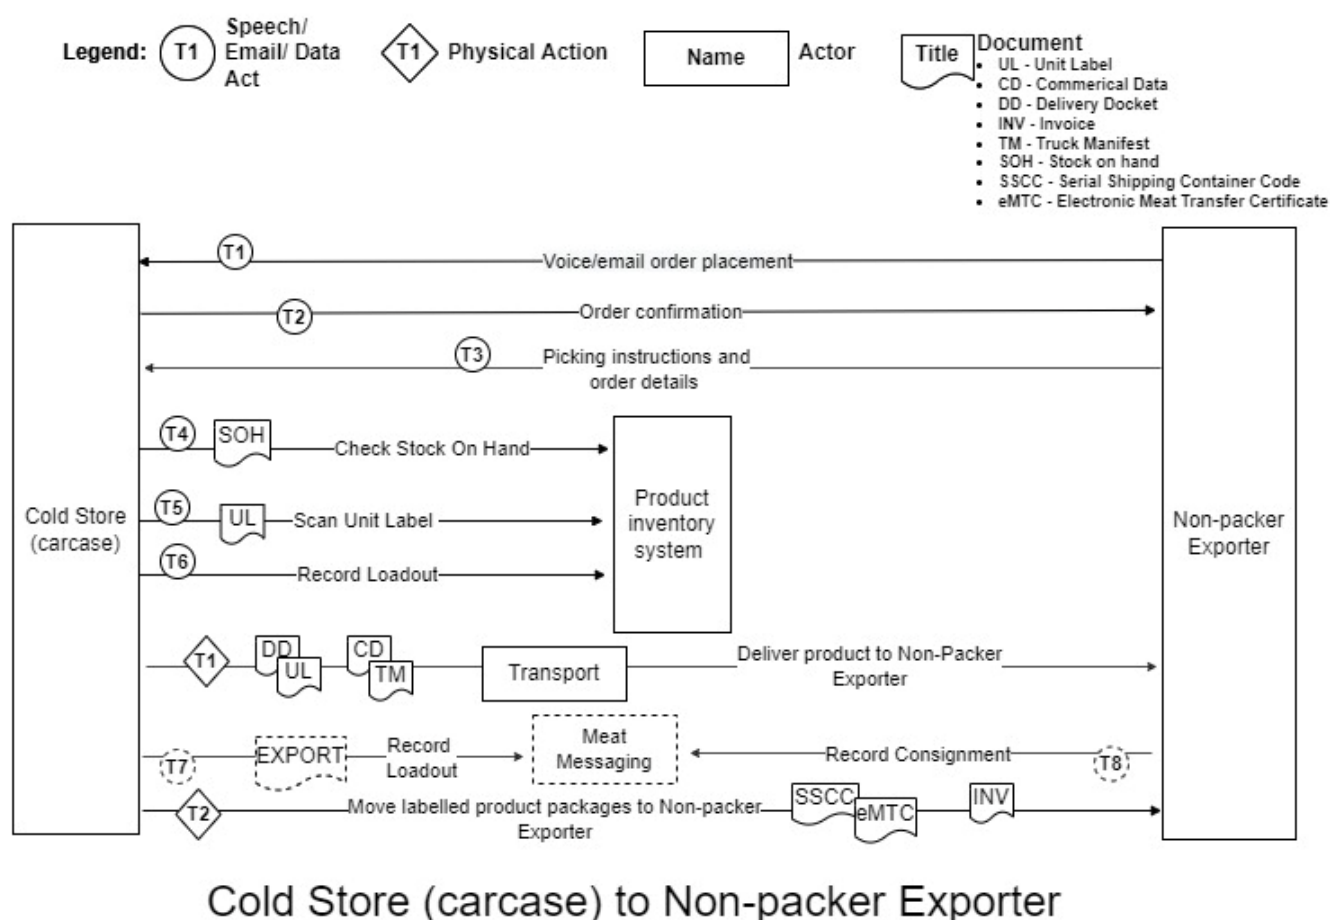 Legend:
T1
Speech/
Email/ Data
Act
T1
Physical Action
Name
Actor
Title
Document
• UL - Unit Label
• CD - Commerical Data
• DD - Delivery Docket
• INV - Invoice
• TM - Truck Manifest
• SOH - Stock on hand
• SSCC - Serial Shipping Container Code
• eMTC - Electronic Meat Transfer Certificate
Cold Store
(carcase)
Non-packer
Exporter
T1
Voice/email order placement
T2
Order confirmation
T3
Picking instructions and
order details
T4
SOH
Check Stock On Hand
T5
UL
Scan Unit Label
T6
Record Loadout
Product
inventory
system
T1
DD
UL
CD
TM
Transport
Deliver product to Non-Packer
Exporter
T7
EXPORT
Record
Loadout
Meat
Messaging
Record Consignment
T8
T2
Move labelled product packages to Non-packer
Exporter
SSCC
eMTC
INV
Cold Store (carcase) to Non-packer Exporter